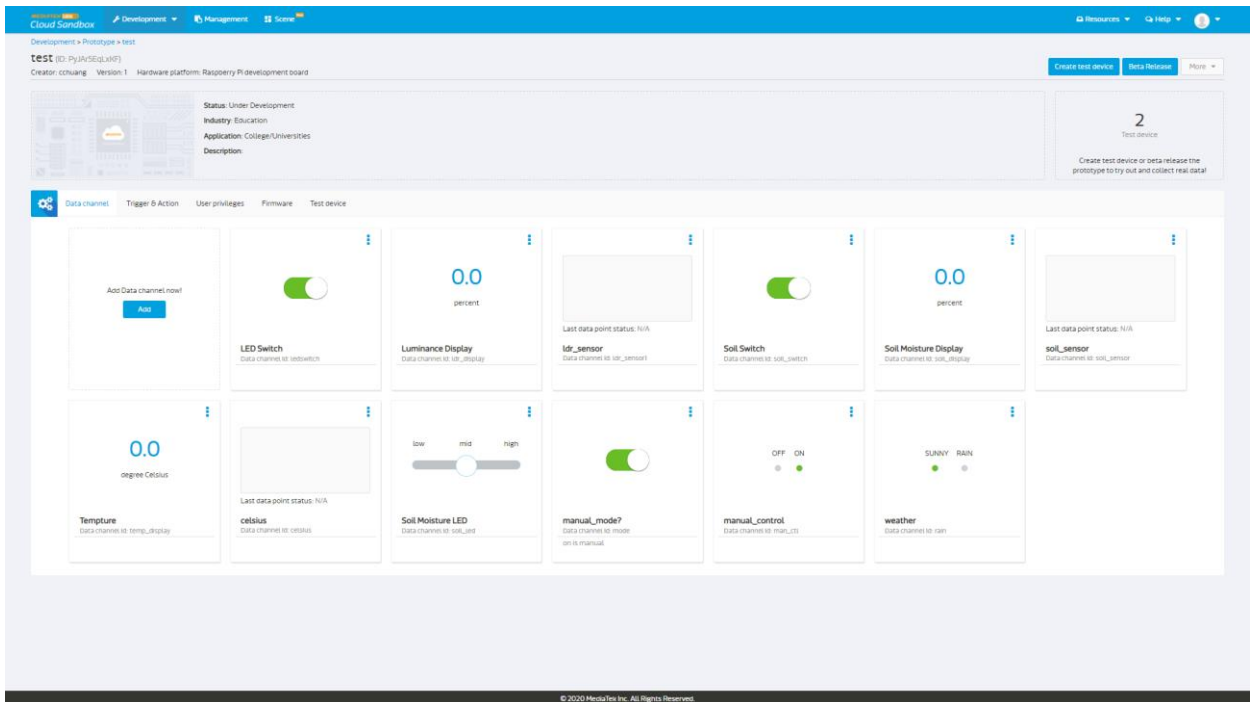 Cloud Sandbox
Development
Management
Scene
Resources
Help
Development > Prototype > test
test (ID: PyJArSEqLxKF)
Creator: cchuang Version: 1 Hardware platform: Raspberry Pi development board
Create test device
Beta Release
More
Status: Under Development
Industry: Education
Application: College/Universities
Description:
2
Test device
Create test device or beta release the
prototype to try out and collect real data!
Data channel
Trigger & Action
User privileges
Firmware
Test device
Add Data channel now!
Add
LED Switch
Data channel Id: ledswitch
0.0
percent
Luminance Display
Data channel Id: ldr_display
Last data point status: N/A
ldr_sensor
Data channel Id: ldr_sensor1
Soil Switch
Data channel Id: soil_switch
0.0
percent
Soil Moisture Display
Data channel Id: soil_display
Last data point status: N/A
soil_sensor
Data channel Id: soil_sensor
0.0
degree Celsius
Tempture
Data channel Id: temp_display
Last data point status: N/A
celsius
Data channel Id: celsius
low mid high
Soil Moisture LED
Data channel Id: soil_led
manual_mode?
Data channel Id: mode
on is manual
OFF ON
manual_control
Data channel Id: man_ctl
SUNNY RAIN
weather
Data channel Id: rain
© 2020 MediaTek Inc. All Rights Reserved.